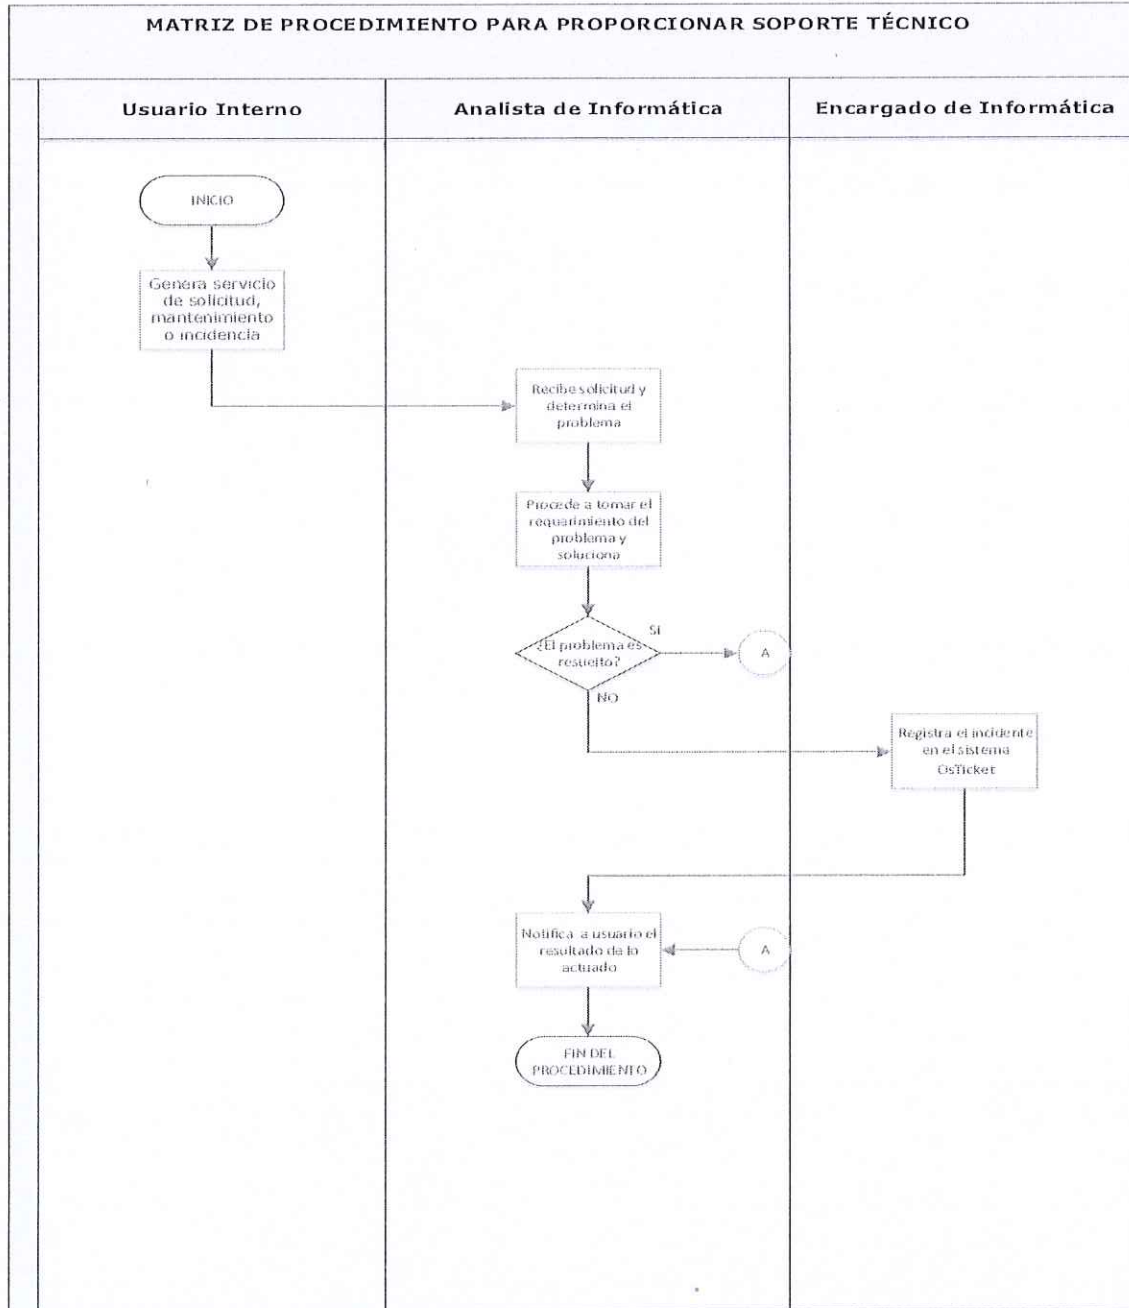 MATRIZ DE PROCEDIMIENTO PARA PROPORCIONAR SOPORTE TÉCNICO
Usuario Interno
Analista de Informática
Encargado de Informática
INICIO
Genera servicio
de solicitud,
mantenimiento
o incidencia
Recibe solicitud y
determina el
problema
Procede a tomar el
requarimiento del
problema y
soluciona
¿El problema es
resuelto?
SI
A
NO
Registra el incidente
en el sistema
OsTicket
Notifica a usuario el
resultado de lo
actuado
A
FIN DEL
PROCEDIMIENTO